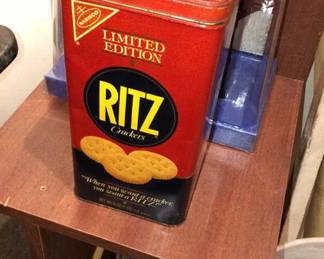 NABISCO
LIMITED
EDITION
RITZ
Crackers
"When you want a cracker,
you want a RITZ."